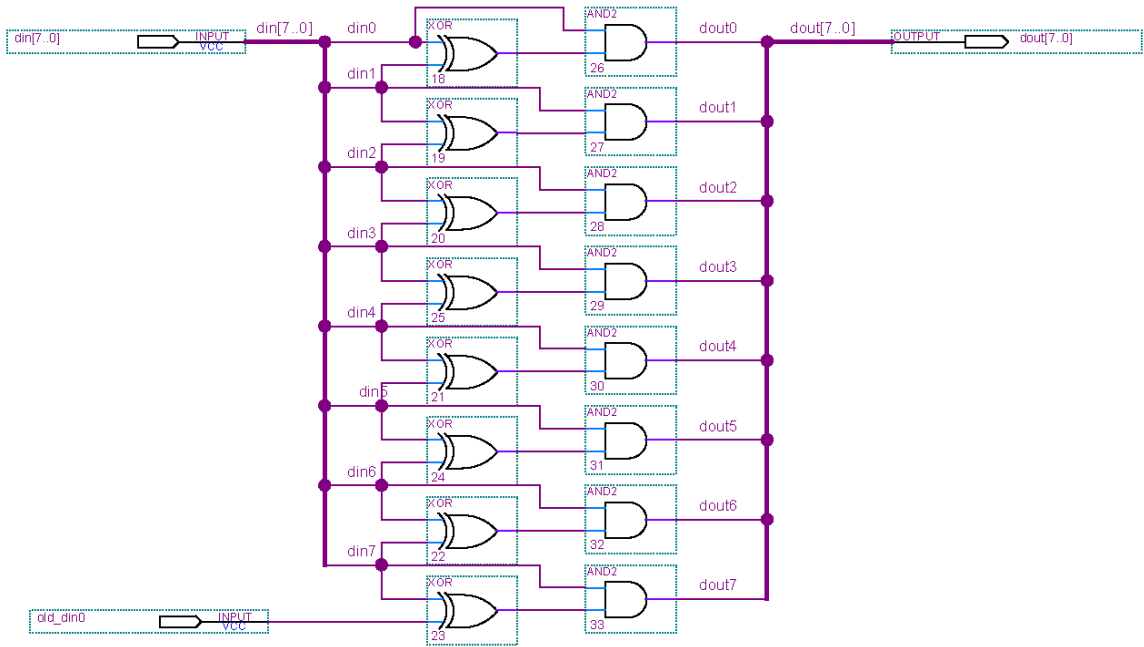 AND2
din[7..0]
INPUT
VCC
din[7..0]
din0
XOR
18
26
dout0
dout[7..0]
OUTPUT
dout[7..0]
din1
XOR
19
AND2
27
dout1
din2
XOR
20
AND2
28
dout2
din3
XOR
25
AND2
29
dout3
din4
XOR
21
AND2
30
dout4
din5
XOR
24
AND2
31
dout5
din6
XOR
22
AND2
32
dout6
din7
XOR
23
AND2
33
dout7
old_din0
INPUT
VCC